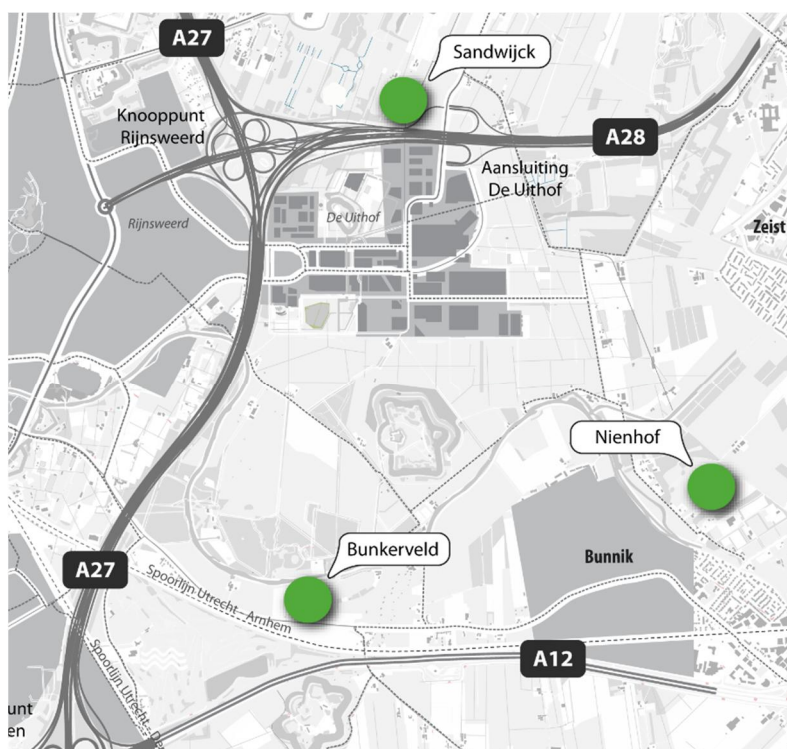 A27
Sandwijck
Knooppunt
Rijnsweerd
A28
Aansluiting
De Uithof
De Uithof
Rijnsweerd
Zeist
Nienhof
Bunkerveld
Bunnik
A27
Spoorlijn Utrecht - Arnhem
A12
Spoorlijn Utrecht - De
unt
en